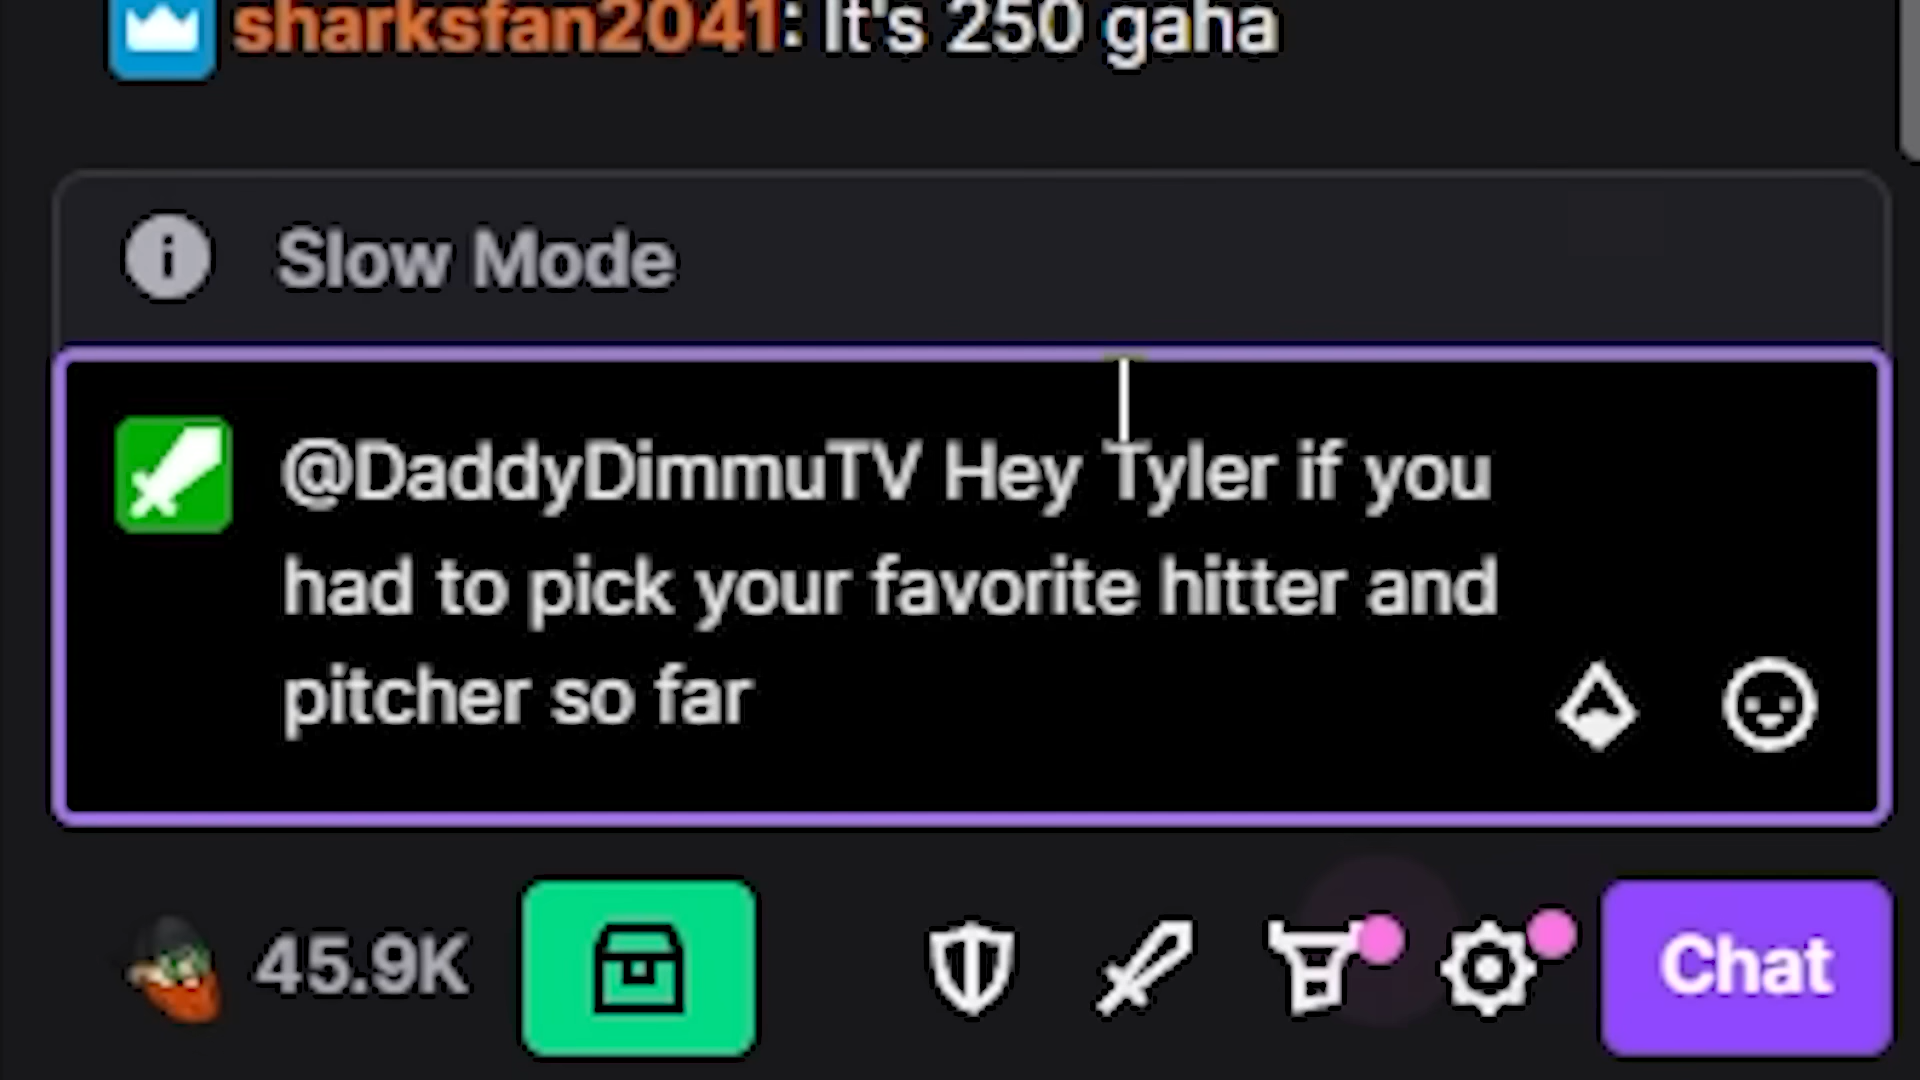 sharksfan2041: It's 250 gaha
Slow Mode
@DaddyDimmuTV Hey Tyler if you
had to pick your favorite hitter and
pitcher so far
45.9K
Chat